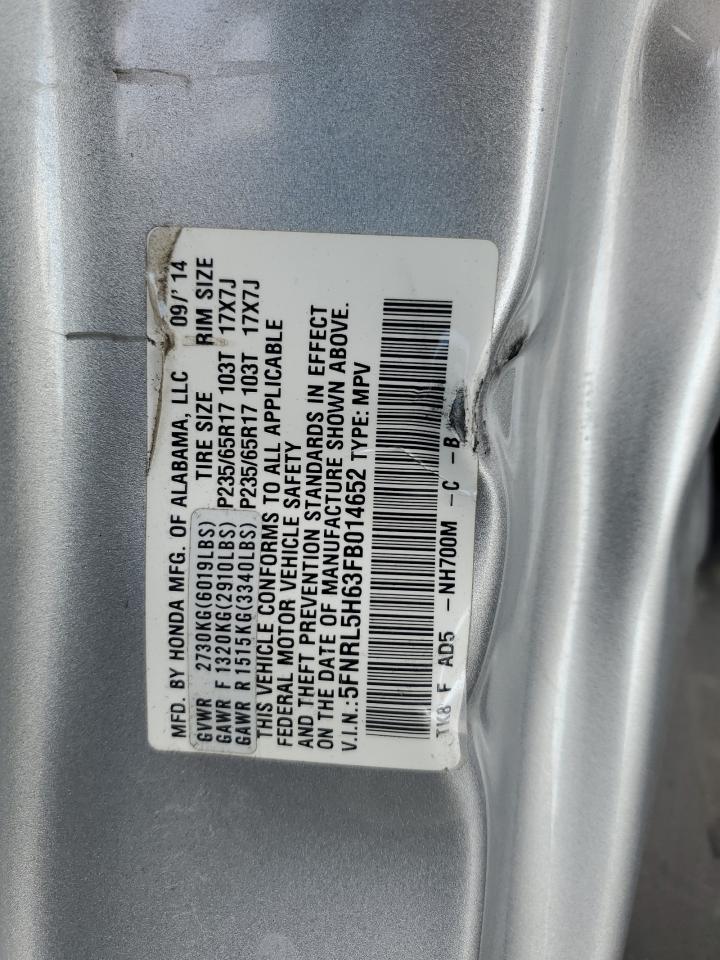 MFD. BY HONDA MFG. OF ALABAMA, LLC 09/'14
TIRE SIZE RIM SIZE
GVWR 2730KG(6019LBS)
GAWR F 1320KG(2910LBS) P235/65R17 103T 17X7J
GAWR R 1515KG(3340LBS) P235/65R17 103T 17X7J
THIS VEHICLE CONFORMS TO ALL APPLICABLE
FEDERAL MOTOR VEHICLE SAFETY
AND THEFT PREVENTION STANDARDS IN EFFECT
ON THE DATE OF MANUFACTURE SHOWN ABOVE.
V.I.N.:5FNRL5H63FB014652 TYPE: MPV
TK8 F AD5 -NH700M -C -B